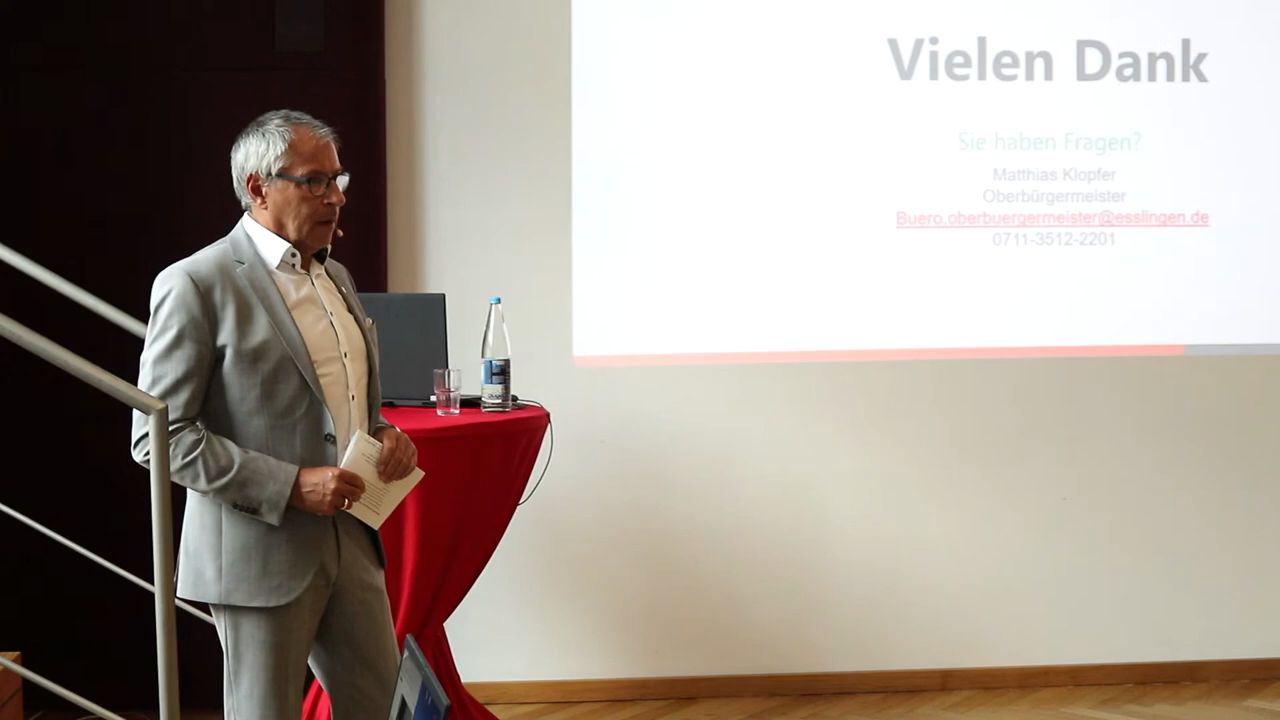 Vielen Dank
Sie haben Fragen?
Matthias Klopfer
Oberbürgermeister
Buero.oberbuergermeister@esslingen.de
0711-3512-2201